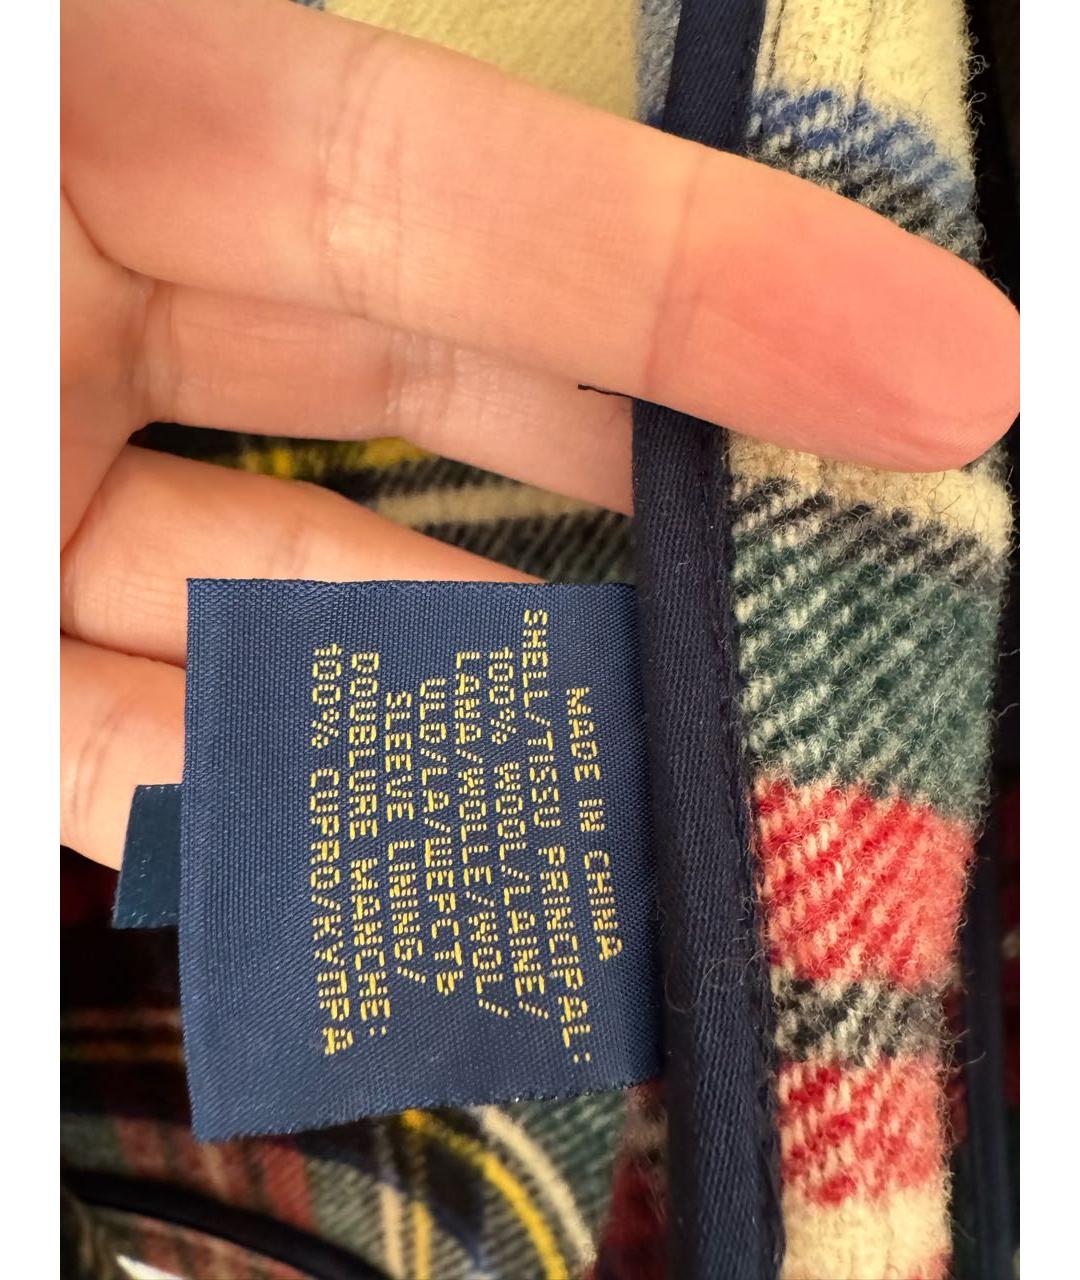 MADE IN CHINA
SHELL/TISSU PRINCIPAL:
100% WOOL/LAINE/
LANA/WOLLE/WOL/
ULD/LA/ШЕРСТЬ
SLEEVE LINING/
DOUBLURE MANCHE:
100% CUPRO/КУПРА